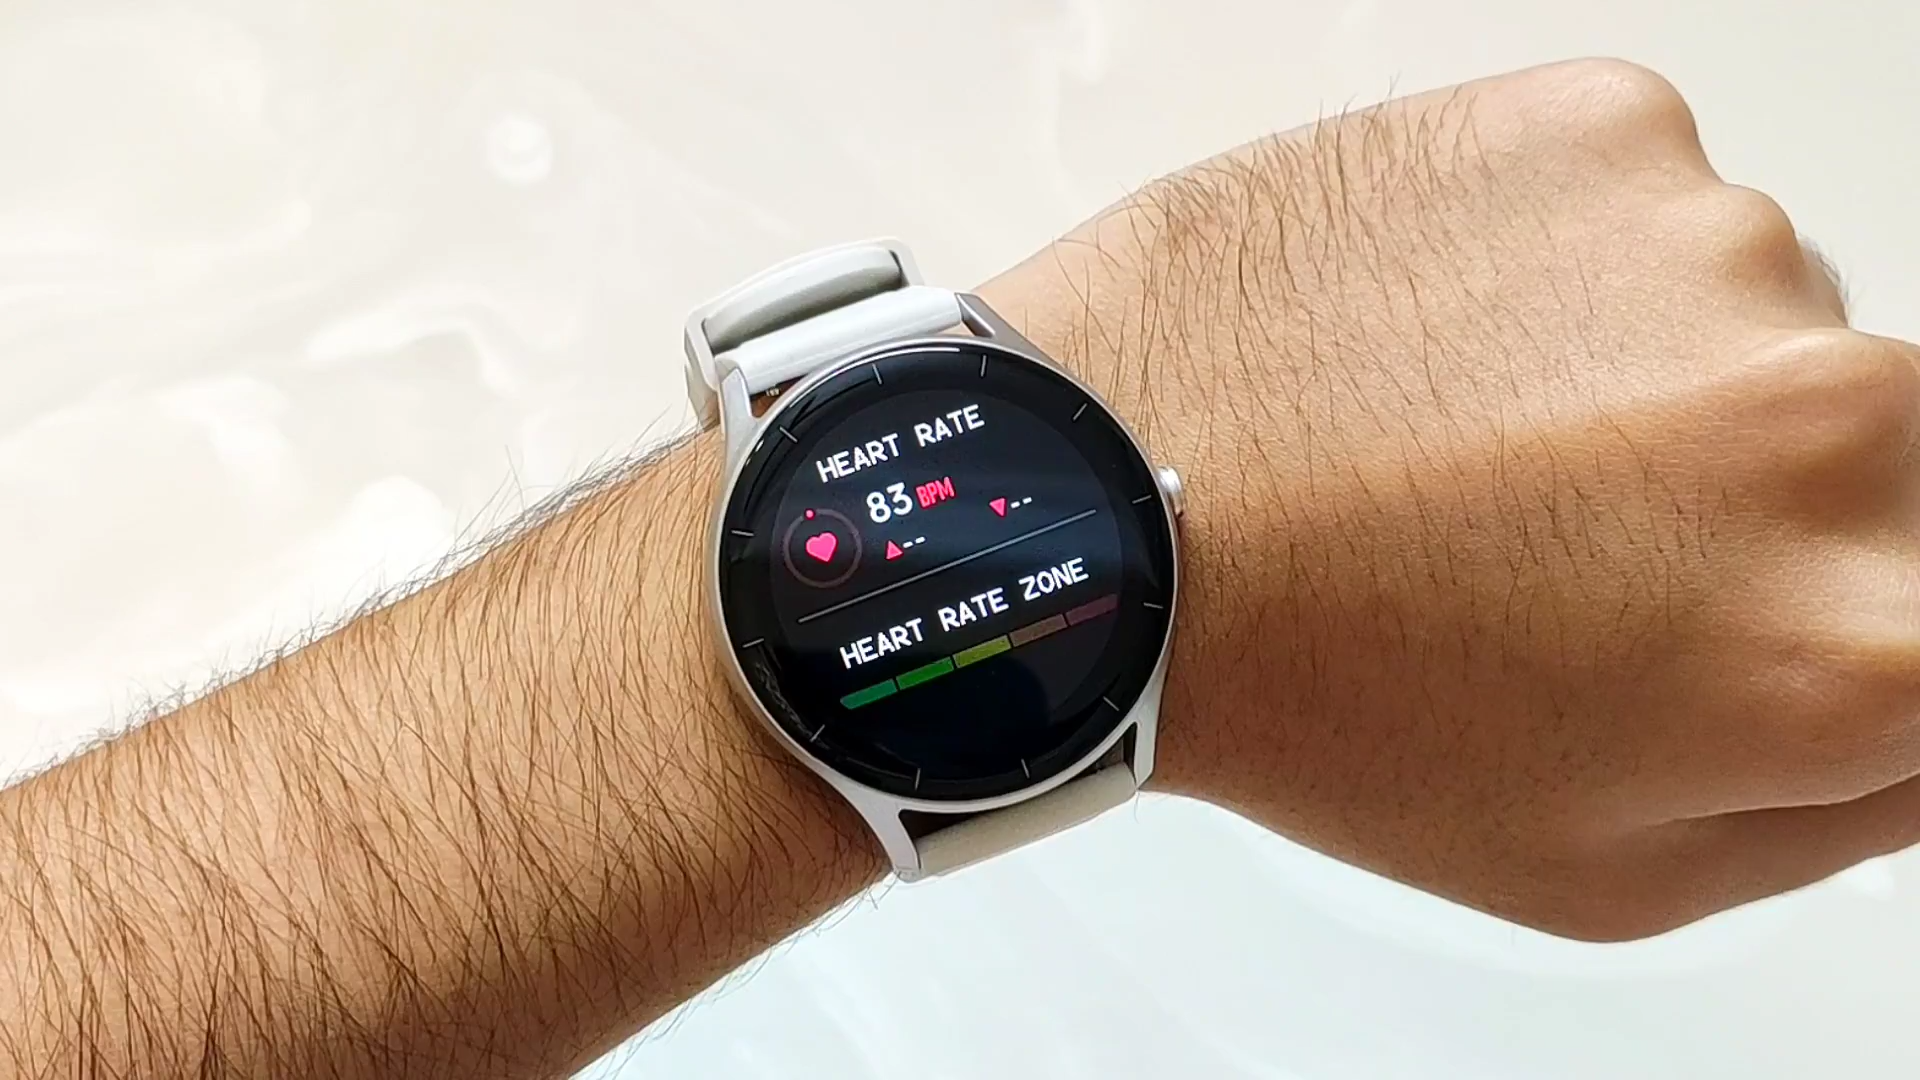 HEART RATE
83 BPM
▲-- ▼--
HEART RATE ZONE